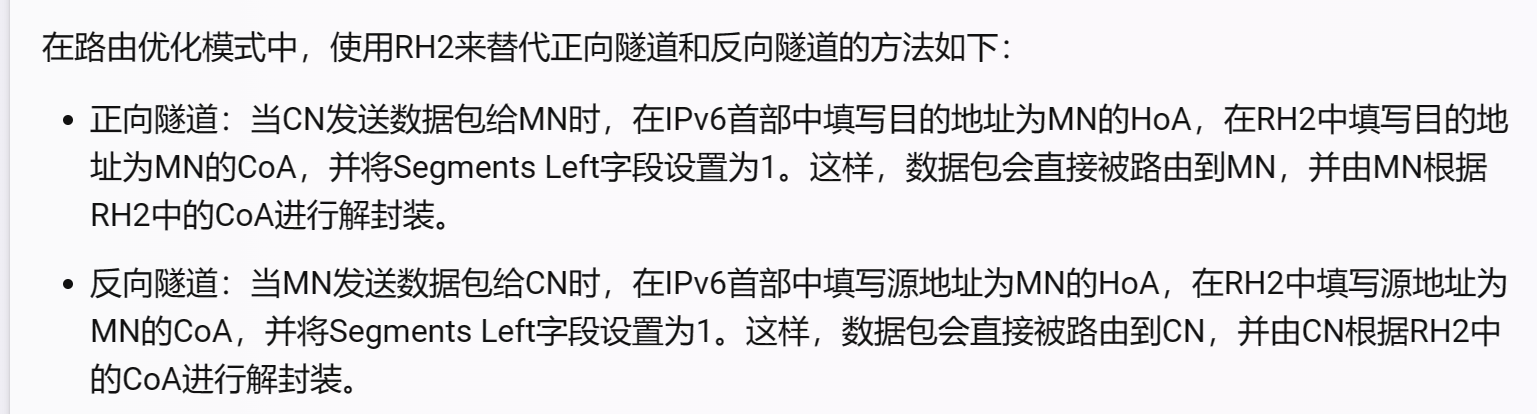 在路由优化模式中，使用RH2来替代正向隧道和反向隧道的方法如下：
• 正向隧道：当CN发送数据包给MN时，在IPv6首部中填写目的地址为MN的HoA，在RH2中填写目的地
址为MN的CoA，并将Segments Left字段设置为1。这样，数据包会直接被路由到MN，并由MN根据
RH2中的CoA进行解封装。
• 反向隧道：当MN发送数据包给CN时，在IPv6首部中填写源地址为MN的HoA，在RH2中填写源地址为
MN的CoA，并将Segments Left字段设置为1。这样，数据包会直接被路由到CN，并由CN根据RH2中
的CoA进行解封装。